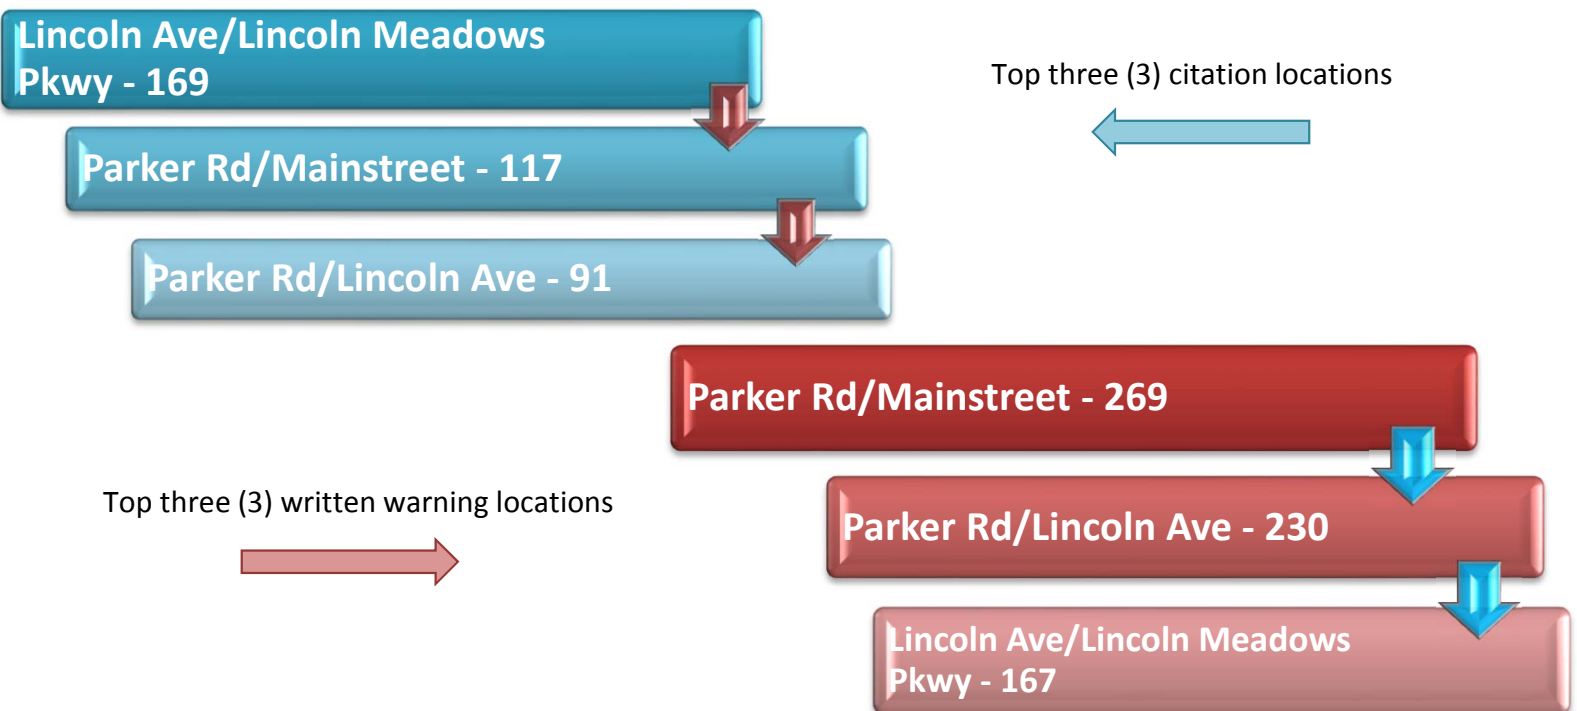 Lincoln Ave/Lincoln Meadows
Pkwy - 169
Top three (3) citation locations
Parker Rd/Mainstreet - 117
Parker Rd/Lincoln Ave - 91
Parker Rd/Mainstreet - 269
Top three (3) written warning locations
Parker Rd/Lincoln Ave - 230
Lincoln Ave/Lincoln Meadows
Pkwy - 167